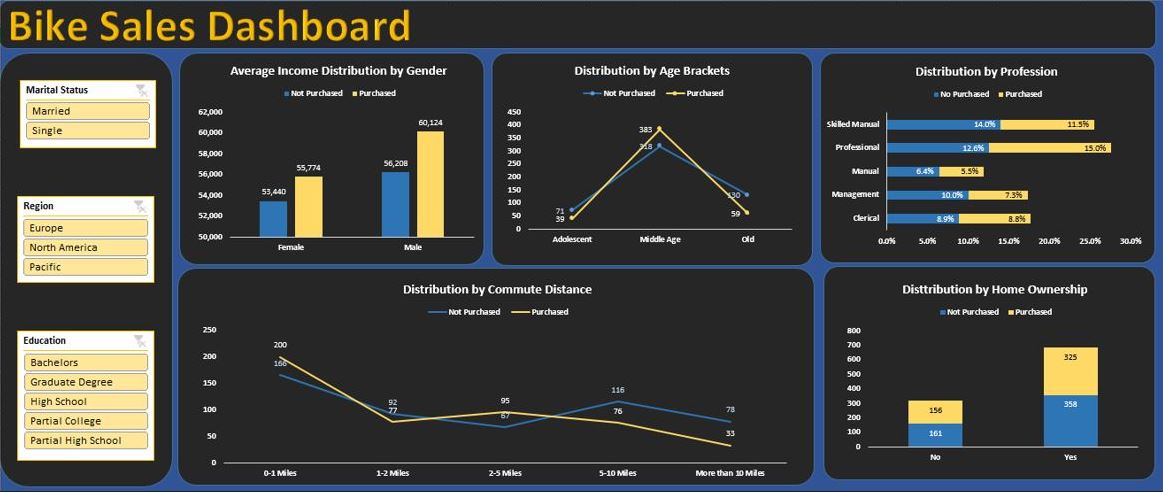 Bike Sales Dashboard
Marital Status
Married
Single
Region
Europe
North America
Pacific
Education
Bachelors
Graduate Degree
High School
Partial College
Partial High School
Average Income Distribution by Gender
Not Purchased Purchased
62,000
60,000
58,000
56,000
54,000
52,000
50,000
53,440
55,774
56,208
60,124
Female Male
Distribution by Age Brackets
Not Purchased Purchased
450
400
350
300
250
200
150
100
50
0
71
39
383
318
130
59
Adolescent Middle Age Old
Distribution by Profession
No Purchased Purchased
Skilled Manual 14.0% 11.5%
Professional 12.6% 15.0%
Manual 6.4% 5.5%
Management 10.0% 7.3%
Clerical 8.9% 8.8%
0.0% 5.0% 10.0% 15.0% 20.0% 25.0% 30.0%
Distribution by Commute Distance
Not Purchased Purchased
250
200
150
100
50
0
200
166
92
77
95
67
116
76
78
33
0-1 Miles 1-2 Miles 2-5 Miles 5-10 Miles More than 10 Miles
Disttribution by Home Ownership
Not Purchased Purchased
800
700
600
500
400
300
200
100
0
156
161
325
358
No Yes